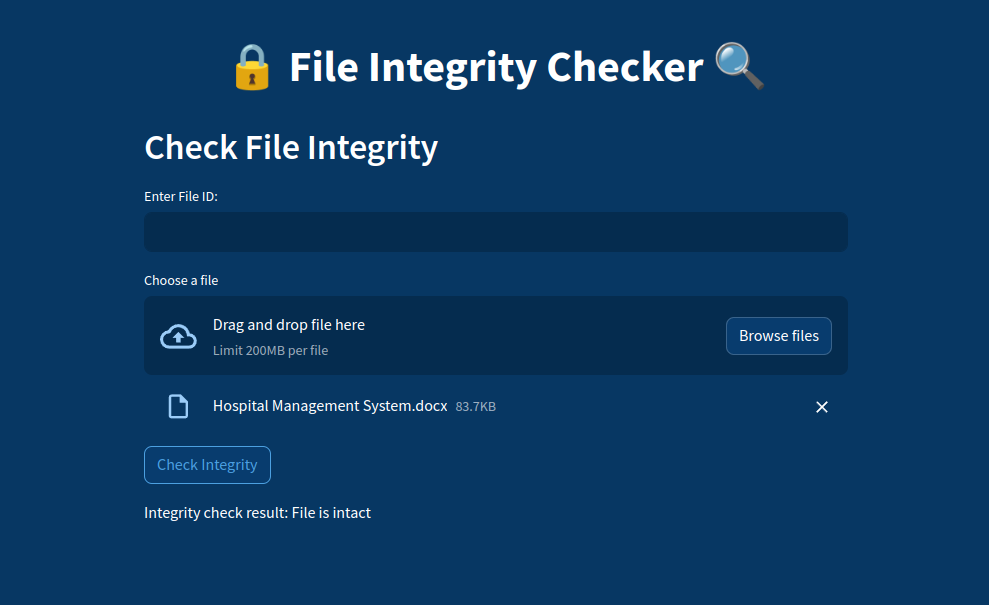 🔒 File Integrity Checker 🔍
Check File Integrity
Enter File ID:
Choose a file
Drag and drop file here
Limit 200MB per file
Browse files
Hospital Management System.docx 83.7KB
Check Integrity
Integrity check result: File is intact